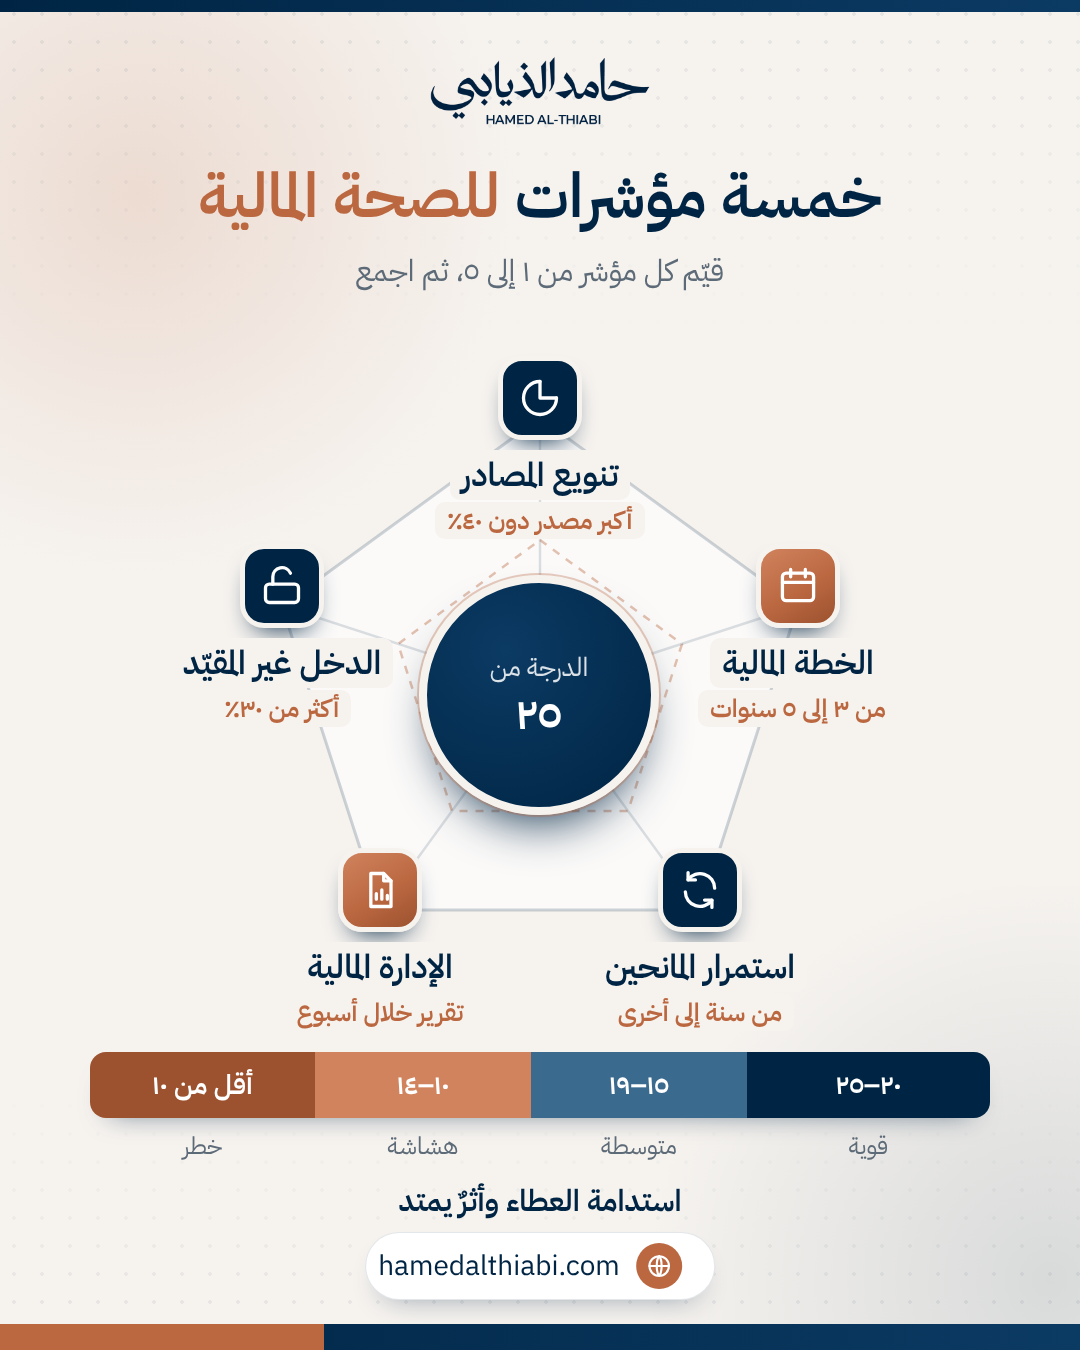 حامد الذيابي
HAMED AL-THIABI
خمسة مؤشرات للصحة المالية
قيّم كل مؤشر من ١ إلى ٥، ثم اجمع
تنويع المصادر
أكبر مصدر دون ٤٠٪
الخطة المالية
من ٣ إلى ٥ سنوات
الدخل غير المقيّد
أكثر من ٣٠٪
الدرجة من
٢٥
استمرار المانحين
من سنة إلى أخرى
الإدارة المالية
تقرير خلال أسبوع
٢٠–٢٥
١٥–١٩
١٠–١٤
أقل من ١٠
قوية
متوسطة
هشاشة
خطر
استدامة العطاء وأثرٌ يمتد
hamedalthiabi.com